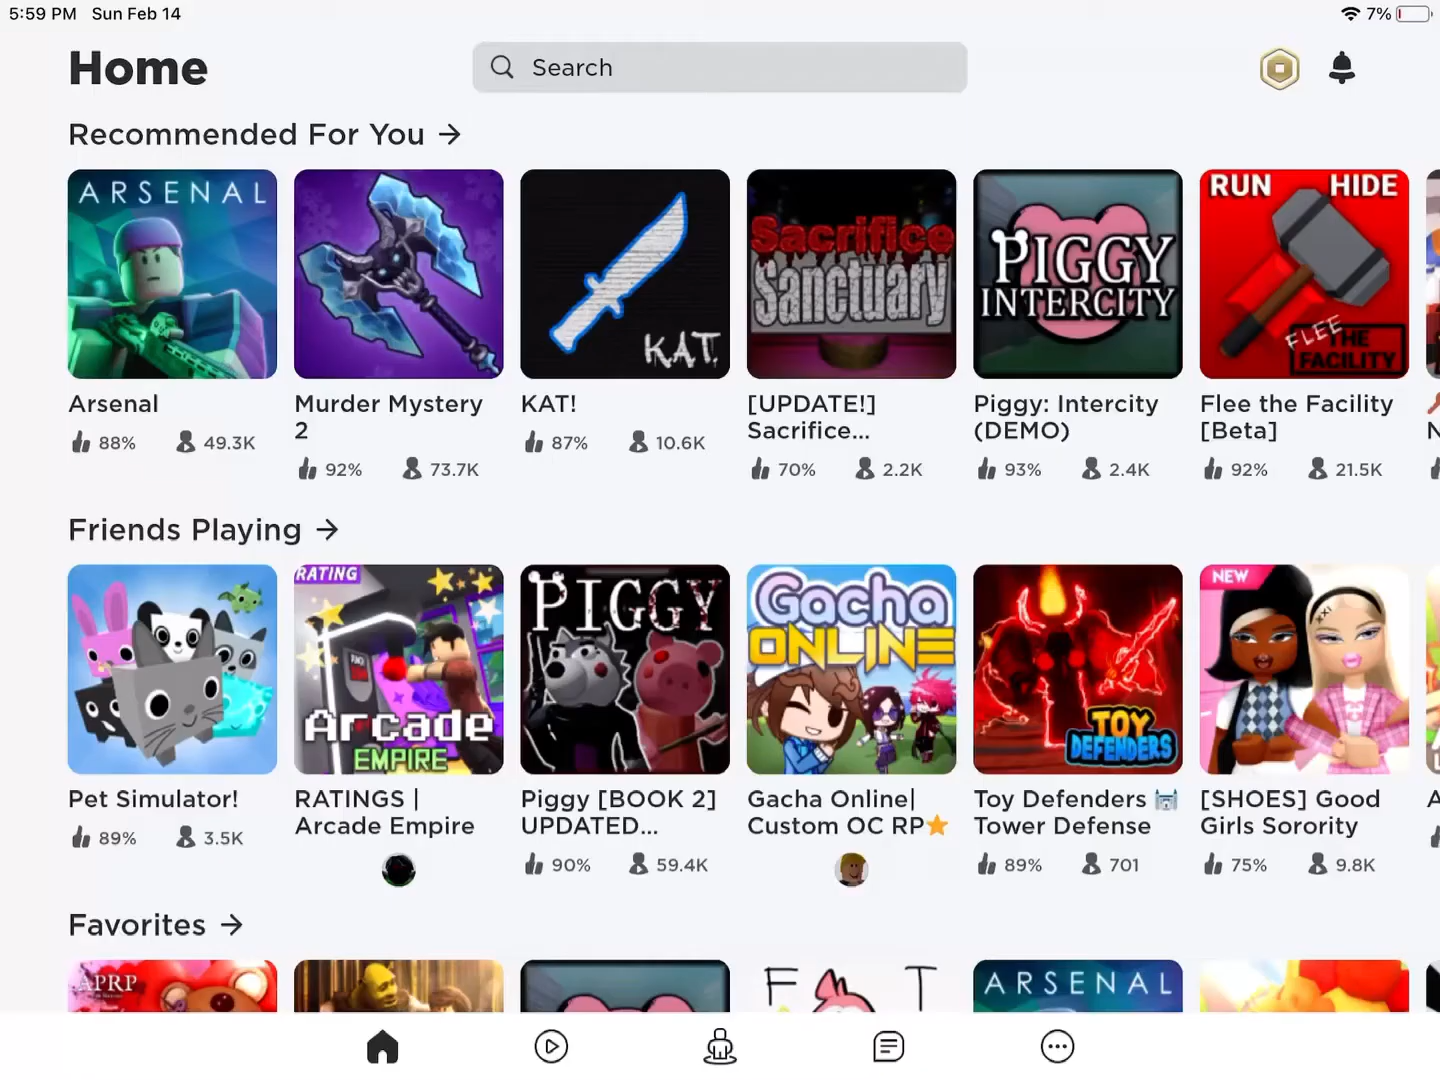 5:59 PM Sun Feb 14 7%
Home
Search
Recommended For You →
ARSENAL
KAT.
Sacrifice
Sanctuary
PIGGY
INTERCITY
RUN HIDE
FLEE THE
FACILITY
Arsenal
88% 49.3K
Murder Mystery
2
92% 73.7K
KAT!
87% 10.6K
[UPDATE!]
Sacrifice...
70% 2.2K
Piggy: Intercity
(DEMO)
93% 2.4K
Flee the Facility
[Beta]
92% 21.5K
Friends Playing →
RATING
Arcade
EMPIRE
PIGGY
Gacha
ONLINE
TOY
DEFENDERS
NEW
Pet Simulator!
89% 3.5K
RATINGS |
Arcade Empire
Piggy [BOOK 2]
UPDATED...
90% 59.4K
Gacha Online|
Custom OC RP⭐
Toy Defenders 🏰
Tower Defense
89% 701
[SHOES] Good
Girls Sorority
75% 9.8K
Favorites →
APRP
F T
ARSENAL